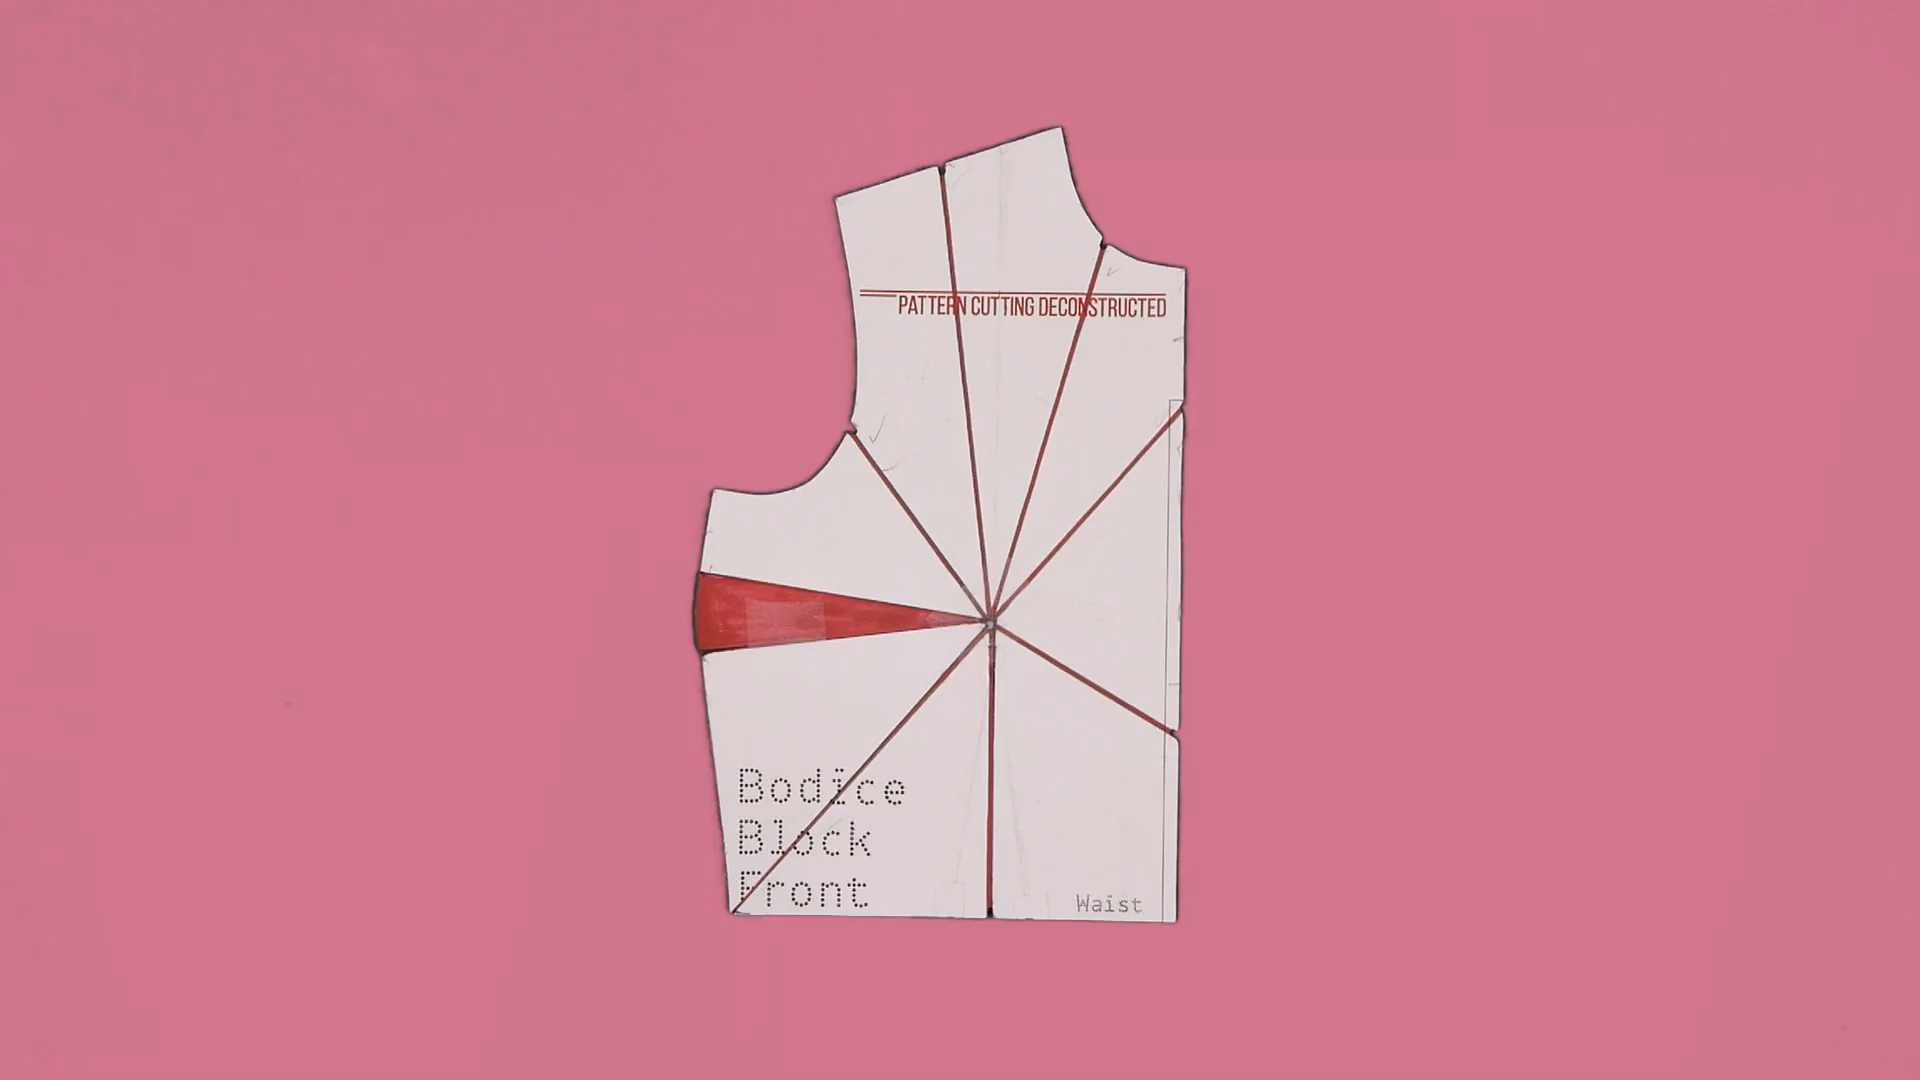 PATTERN CUTTING DECONSTRUCTED
Bodice
Block
Front
Waist